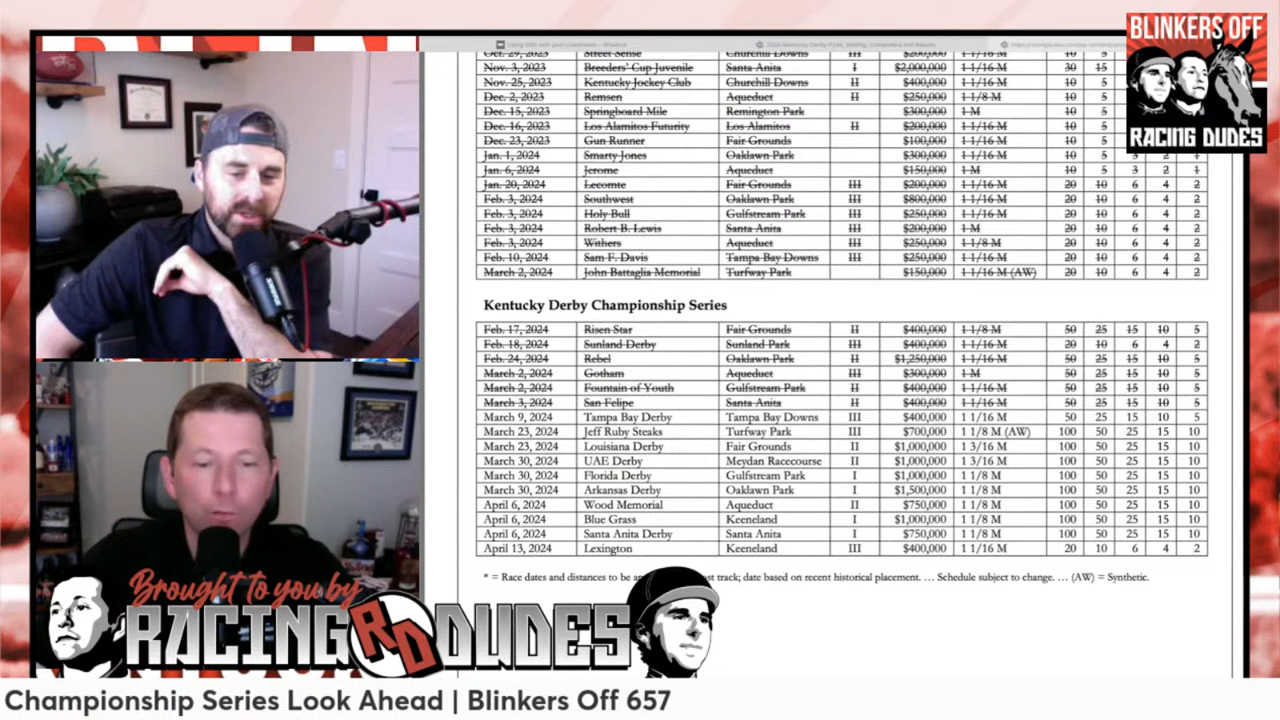 BLINKERS OFF
RACING DUDES
Oct. 29, 2023 Street Sense Churchill Downs III $200,000 1 1/16 M 10 5
Nov. 3, 2023 Breeders' Cup Juvenile Santa Anita I $2,000,000 1 1/16 M 30 15
Nov. 25, 2023 Kentucky Jockey Club Churchill Downs II $400,000 1 1/16 M 10 5
Dec. 2, 2023 Remsen Aqueduct II $250,000 1 1/8 M 10 5
Dec. 15, 2023 Springboard Mile Remington Park $300,000 1 M 10 5
Dec. 16, 2023 Los Alamitos Futurity Los Alamitos II $200,000 1 1/16 M 10 5
Dec. 23, 2023 Gun Runner Fair Grounds $100,000 1 1/16 M 10 5
Jan. 1, 2024 Smarty Jones Oaklawn Park $300,000 1 1/16 M 10 5 3 2 1
Jan. 6, 2024 Jerome Aqueduct $150,000 1 M 10 5 3 2 1
Jan. 20, 2024 Lecomte Fair Grounds III $200,000 1 1/16 M 20 10 6 4 2
Feb. 3, 2024 Southwest Oaklawn Park III $800,000 1 1/16 M 20 10 6 4 2
Feb. 3, 2024 Holy Bull Gulfstream Park III $250,000 1 1/16 M 20 10 6 4 2
Feb. 3, 2024 Robert B. Lewis Santa Anita III $200,000 1 M 20 10 6 4 2
Feb. 3, 2024 Withers Aqueduct III $250,000 1 1/8 M 20 10 6 4 2
Feb. 10, 2024 Sam F. Davis Tampa Bay Downs III $250,000 1 1/16 M 20 10 6 4 2
March 2, 2024 John Battaglia Memorial Turfway Park $150,000 1 1/16 M (AW) 20 10 6 4 2
Kentucky Derby Championship Series
Feb. 17, 2024 Risen Star Fair Grounds II $400,000 1 1/8 M 50 25 15 10 5
Feb. 18, 2024 Sunland Derby Sunland Park III $400,000 1 1/16 M 20 10 6 4 2
Feb. 24, 2024 Rebel Oaklawn Park II $1,250,000 1 1/16 M 50 25 15 10 5
March 2, 2024 Gotham Aqueduct III $300,000 1 M 50 25 15 10 5
March 2, 2024 Fountain of Youth Gulfstream Park II $400,000 1 1/16 M 50 25 15 10 5
March 3, 2024 San Felipe Santa Anita II $400,000 1 1/16 M 50 25 15 10 5
March 9, 2024 Tampa Bay Derby Tampa Bay Downs III $400,000 1 1/16 M 50 25 15 10 5
March 23, 2024 Jeff Ruby Steaks Turfway Park III $700,000 1 1/8 M (AW) 100 50 25 15 10
March 23, 2024 Louisiana Derby Fair Grounds II $1,000,000 1 3/16 M 100 50 25 15 10
March 30, 2024 UAE Derby Meydan Racecourse II $1,000,000 1 3/16 M 100 50 25 15 10
March 30, 2024 Florida Derby Gulfstream Park I $1,000,000 1 1/8 M 100 50 25 15 10
March 30, 2024 Arkansas Derby Oaklawn Park I $1,500,000 1 1/8 M 100 50 25 15 10
April 6, 2024 Wood Memorial Aqueduct II $750,000 1 1/8 M 100 50 25 15 10
April 6, 2024 Blue Grass Keeneland I $1,000,000 1 1/8 M 100 50 25 15 10
April 6, 2024 Santa Anita Derby Santa Anita I $750,000 1 1/8 M 100 50 25 15 10
April 13, 2024 Lexington Keeneland III $400,000 1 1/16 M 20 10 6 4 2
* = Race dates and distances to be track; date based on recent historical placement. … Schedule subject to change. … (AW) = Synthetic.
Brought to you by
RACING RD DUDES
Championship Series Look Ahead | Blinkers Off 657